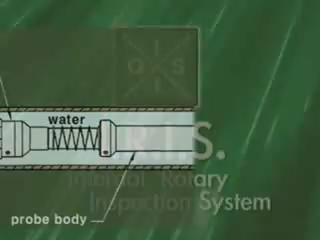 I
Q S
S
water
I.R.I.S.
Internal Rotary
Inspection System
probe body